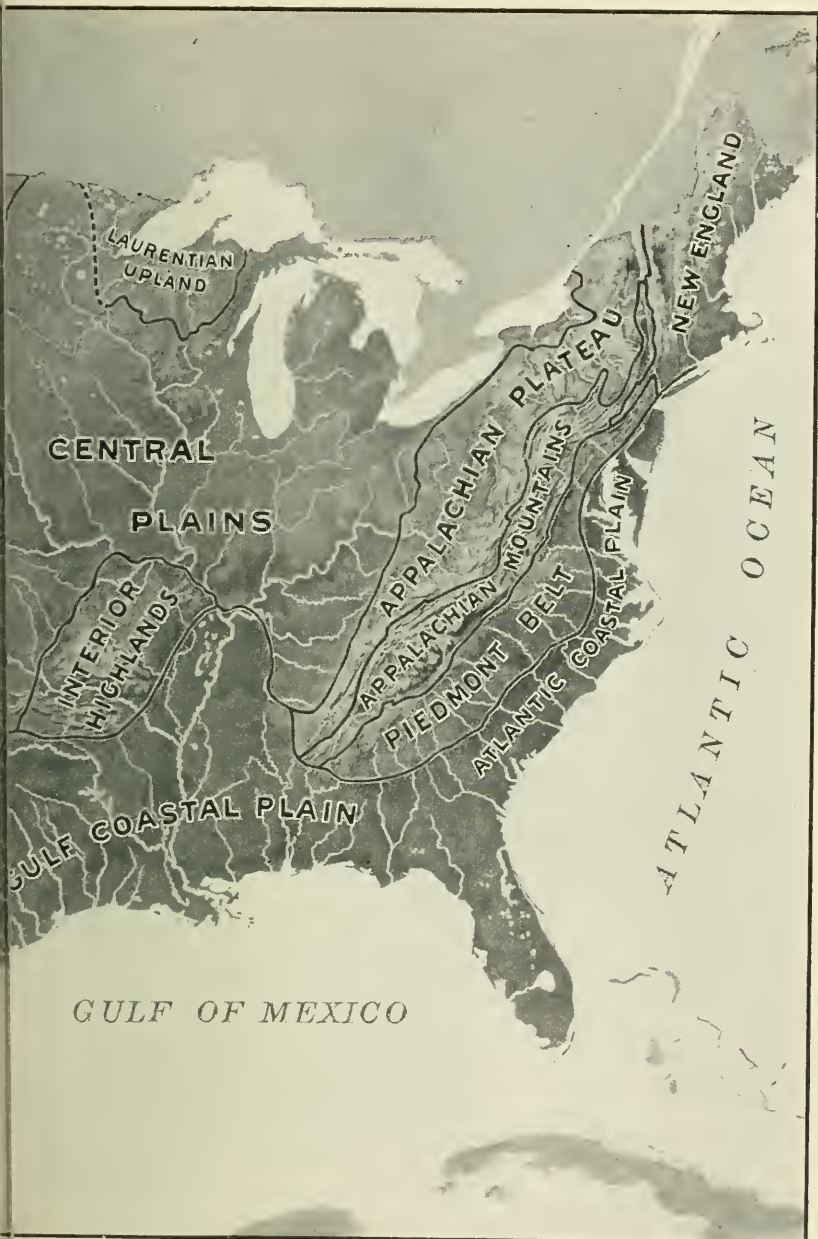 LAURENTIAN
UPLAND
NEW ENGLAND
APPALACHIAN PLATEAU
CENTRAL
PLAINS
APPALACHIAN MOUNTAINS
INTERIOR
HIGHLANDS
PIEDMONT BELT
ATLANTIC COASTAL PLAIN
ATLANTIC OCEAN
GULF COASTAL PLAIN
GULF OF MEXICO